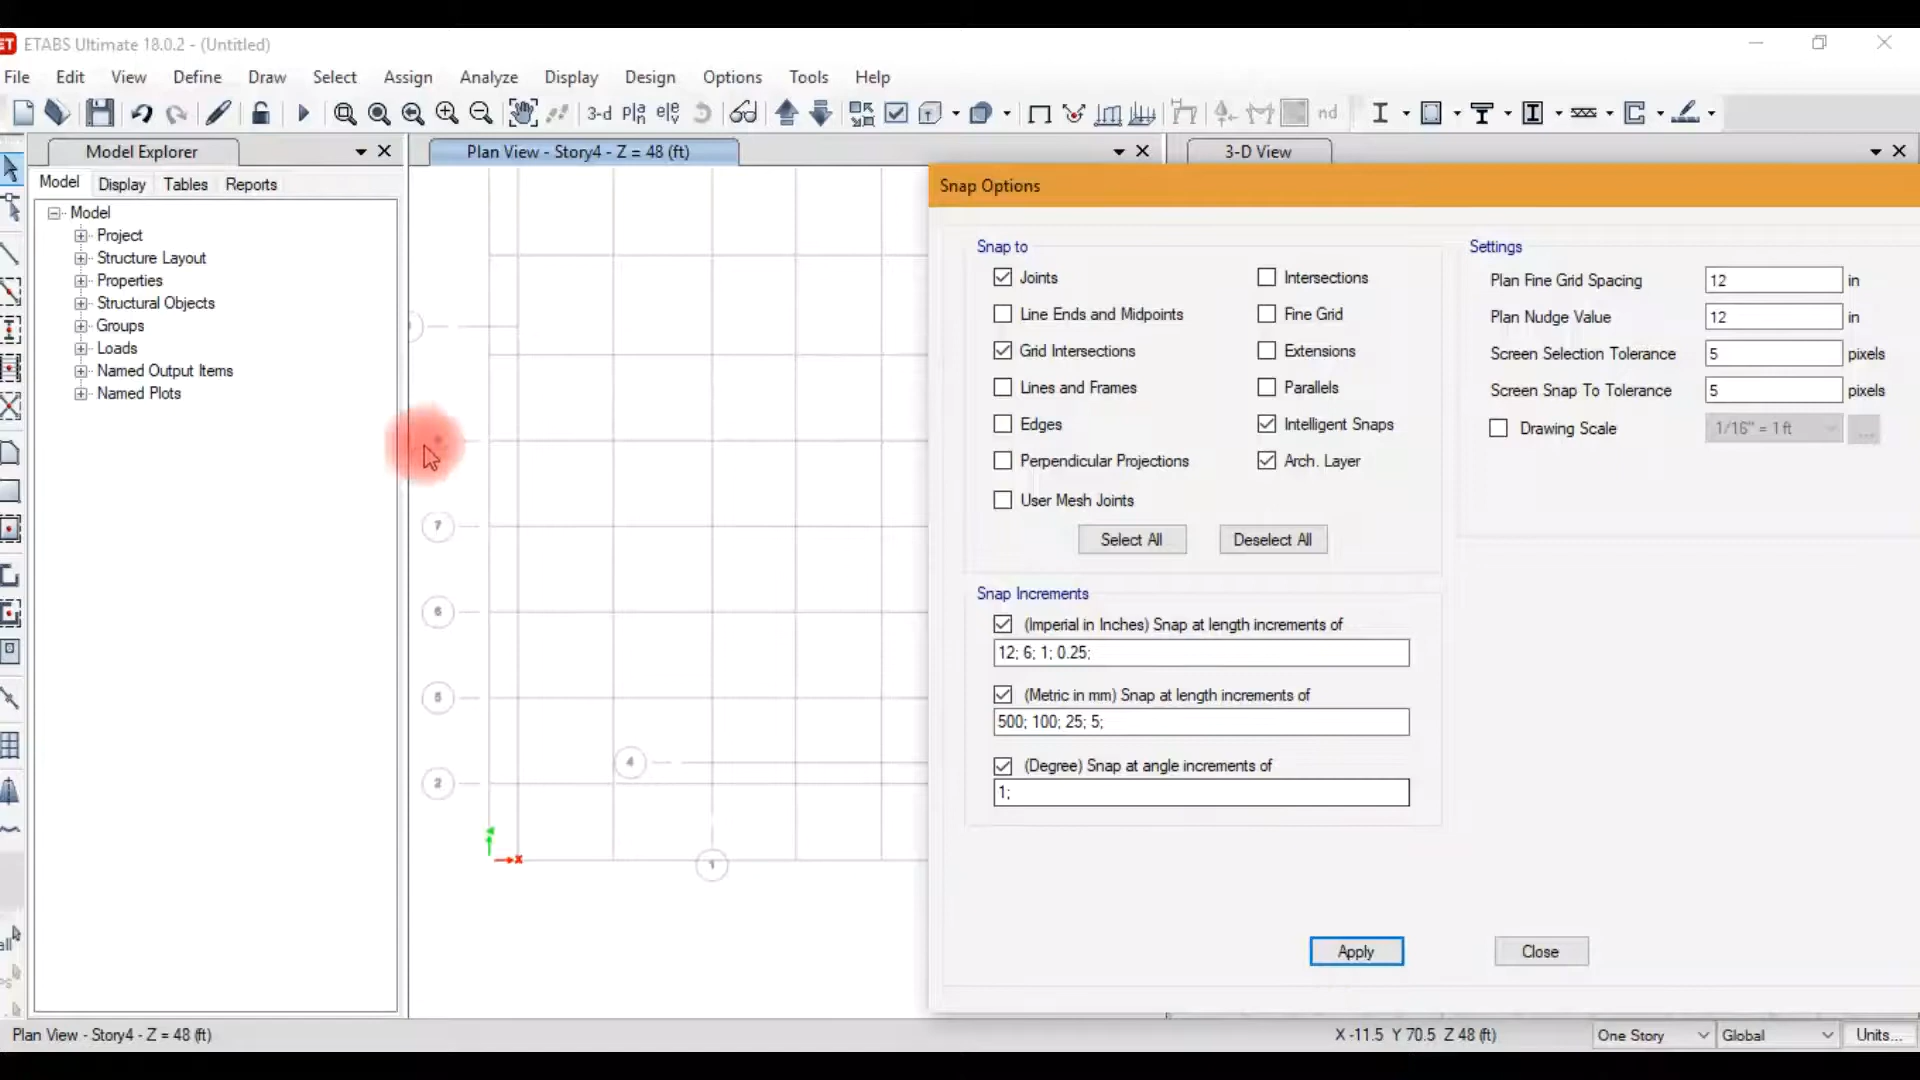 ET ETABS Ultimate 18.0.2 - (Untitled)
File Edit View Define Draw Select Assign Analyze Display Design Options Tools Help
3-d pla elev nd
Model Explorer
Plan View - Story4 - Z = 48 (ft)
3-D View
Model Display Tables Reports
Model
Project
Structure Layout
Properties
Structural Objects
Groups
Loads
Named Output Items
Named Plots
7
6
5
4
2
1
X
Snap Options
Snap to
Joints
Intersections
Line Ends and Midpoints
Fine Grid
Grid Intersections
Extensions
Lines and Frames
Parallels
Edges
Intelligent Snaps
Perpendicular Projections
Arch. Layer
User Mesh Joints
Select All
Deselect All
Settings
Plan Fine Grid Spacing 12 in
Plan Nudge Value 12 in
Screen Selection Tolerance 5 pixels
Screen Snap To Tolerance 5 pixels
Drawing Scale 1/16" = 1 ft ...
Snap Increments
(Imperial in Inches) Snap at length increments of
12; 6; 1; 0.25;
(Metric in mm) Snap at length increments of
500; 100; 25; 5;
(Degree) Snap at angle increments of
1;
Apply
Close
Plan View - Story4 - Z = 48 (ft)
X -11.5 Y 70.5 Z 48 (ft)
One Story
Global
Units...